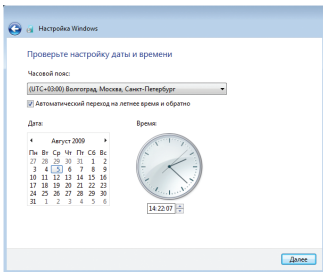 Настройка Windows
Проверьте настройку даты и времени
Часовой пояс:
(UTC+03:00) Волгоград, Москва, Санкт-Петербург
Автоматический переход на летнее время и обратно
Дата:
Время:
Август 2009
Пн Вт Ср Чт Пт Сб Вс
27 28 29 30 31 1 2
3 4 5 6 7 8 9
10 11 12 13 14 15 16
17 18 19 20 21 22 23
24 25 26 27 28 29 30
31 1 2 3 4 5 6
14:22:07
Далее